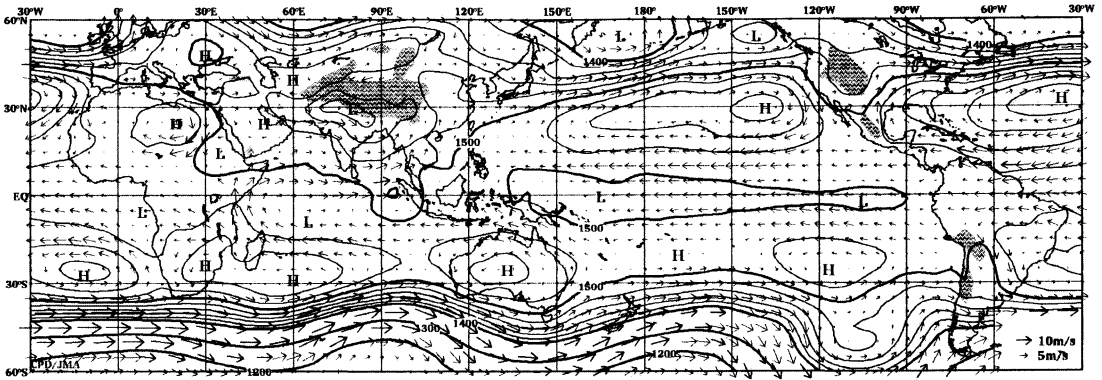 30°W 0° 30°E 60°E 90°E 120°E 150°E 180° 150°W 120°W 90°W 60°W 30°W
60°N
L L
1400 1400
H
H
H
30°N L H
H H
1500
L L
EQ
L L L
L 1500
H H H H H H
30°S 1500
1400
1300
1200
CPD/JMA 1200
10m/s
5m/s
60°S